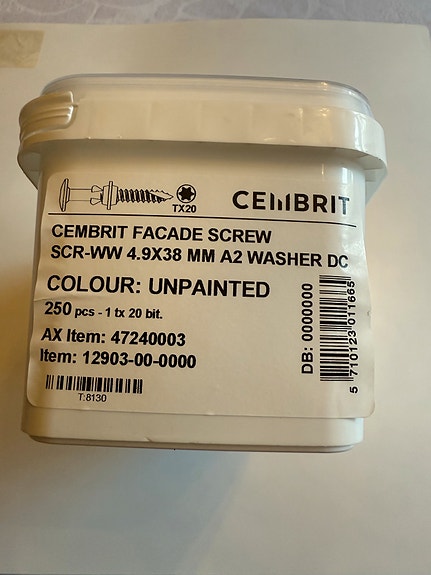 TX20
CEMBRIT
CEMBRIT FACADE SCREW
SCR-WW 4.9X38 MM A2 WASHER DC
COLOUR: UNPAINTED
250 pcs - 1 tx 20 bit.
AX Item: 47240003
Item: 12903-00-0000
T:8130
DB: 0000000
5 710123 011665